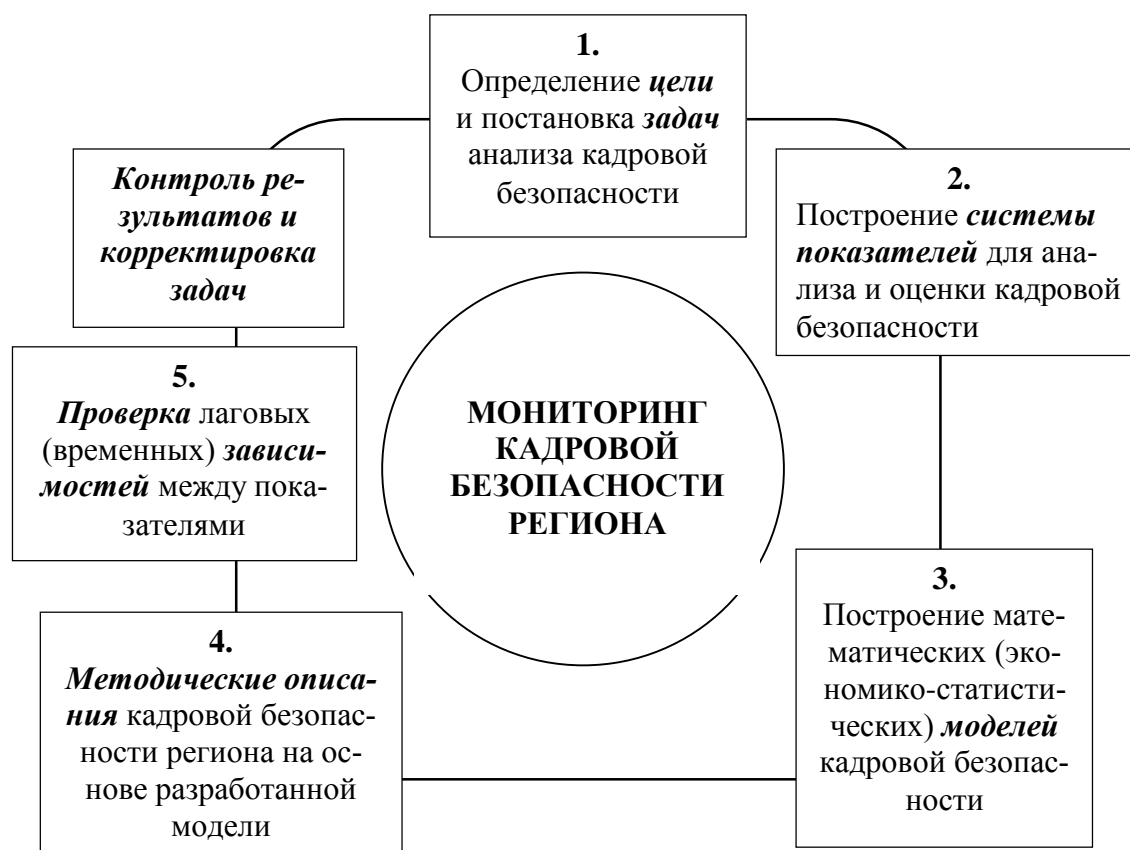 1.
Определение цели
и постановка задач
анализа кадровой
безопасности
2.
Построение системы
показателей для ана-
лиза и оценки кадровой
безопасности
3.
Построение мате-
матических (эко-
номико-статисти-
ческих) моделей
кадровой безопас-
ности
4.
Методические описа-
ния кадровой безопас-
ности региона на ос-
нове разработанной
модели
5.
Проверка лаговых
(временных) зависи-
мостей между пока-
зателями
Контроль ре-
зультатов и
корректировка
задач
МОНИТОРИНГ
КАДРОВОЙ
БЕЗОПАСНОСТИ
РЕГИОНА